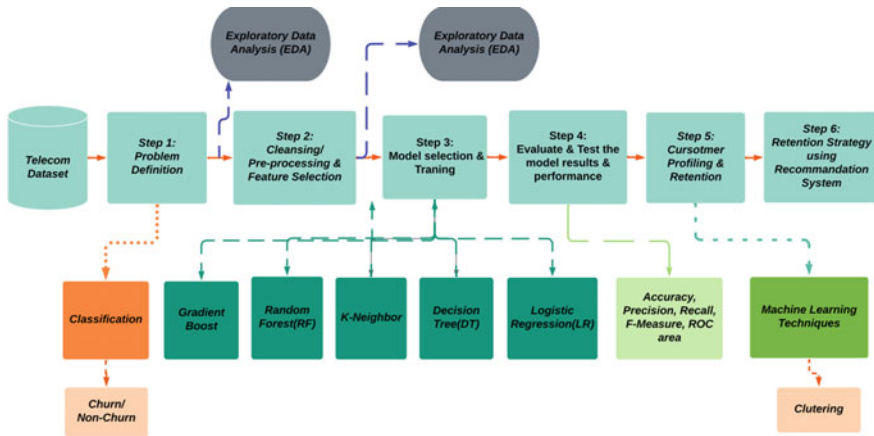 Exploratory Data
Analysis (EDA)
Exploratory Data
Analysis (EDA)
Telecom
Dataset
Step 1:
Problem
Definition
Step 2:
Cleansing/
Pre-processing &
Feature Selection
Step 3:
Model selection &
Traning
Step 4:
Evaluate & Test the
model results &
performance
Step 5:
Cursotmer
Profiling &
Retention
Step 6:
Retention Strategy
using
Recommandation
System
Classification
Gradient
Boost
Random
Forest(RF)
K-Neighbor
Decision
Tree(DT)
Logistic
Regression(LR)
Accuracy,
Precision, Recall,
F-Measure, ROC
area
Machine Learning
Techniques
Churn/
Non-Churn
Clutering